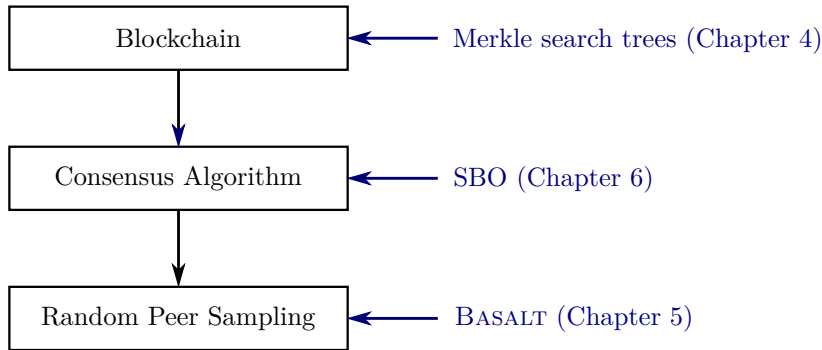 Blockchain
Merkle search trees (Chapter 4)
Consensus Algorithm
SBO (Chapter 6)
Random Peer Sampling
BASALT (Chapter 5)